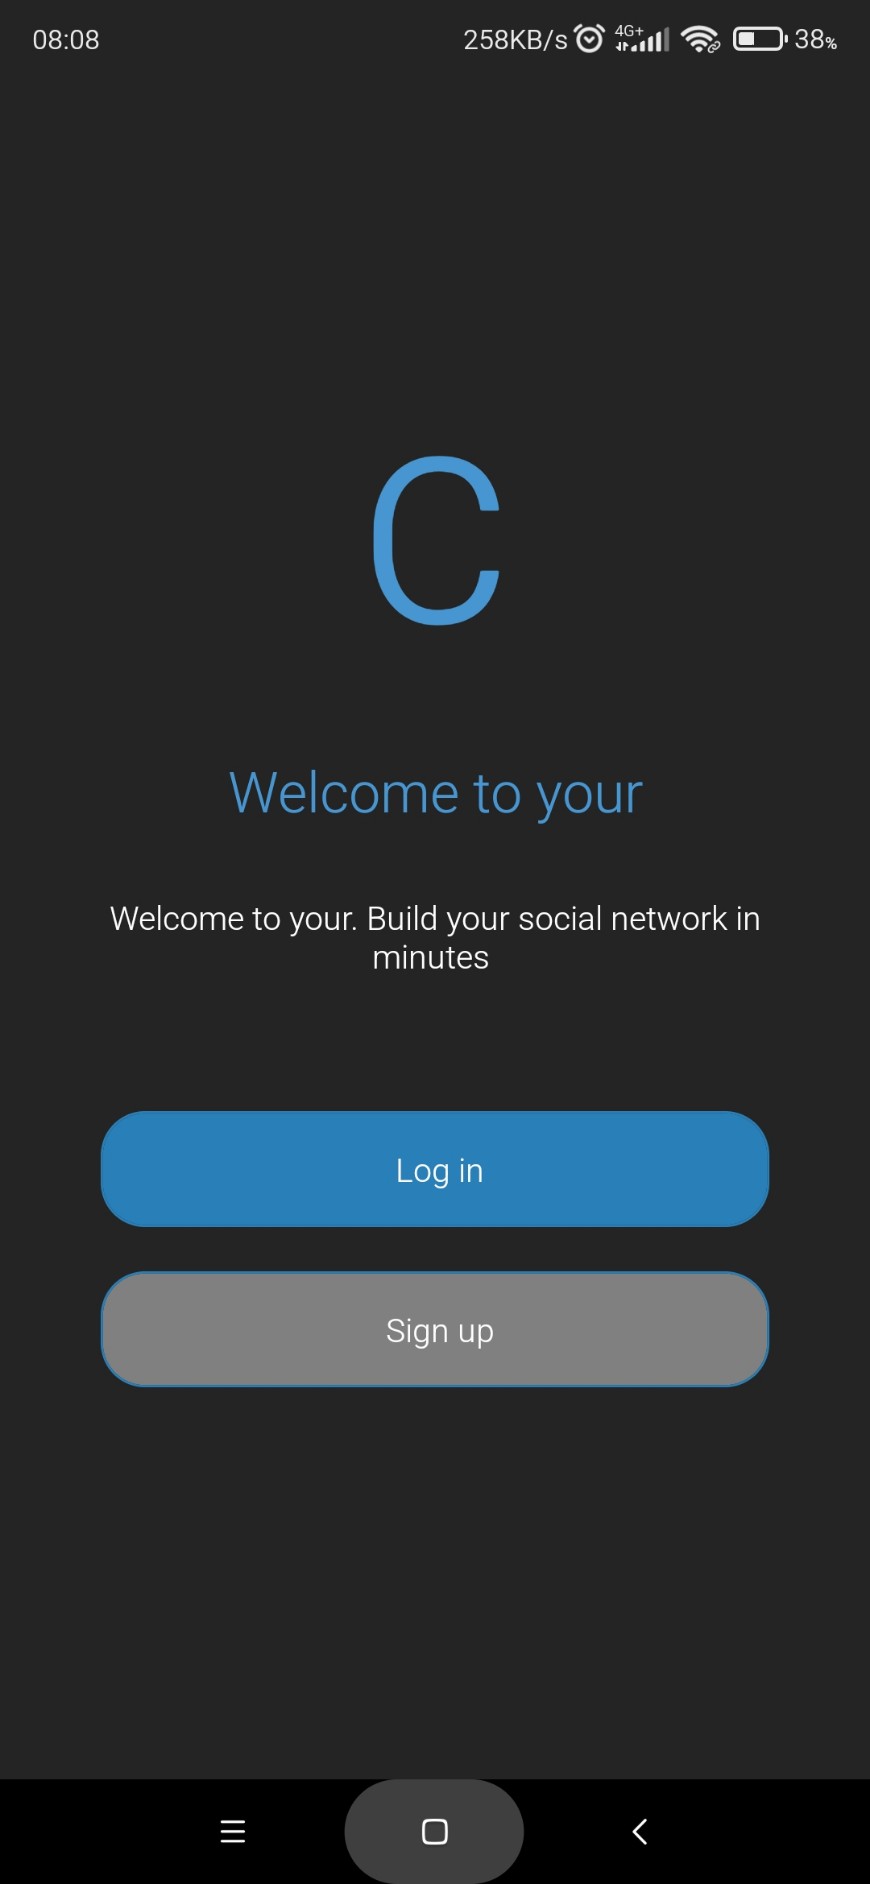 08:08 258KB/s 4G+ 38%
C
Welcome to your
Welcome to your. Build your social network in
minutes
Log in
Sign up